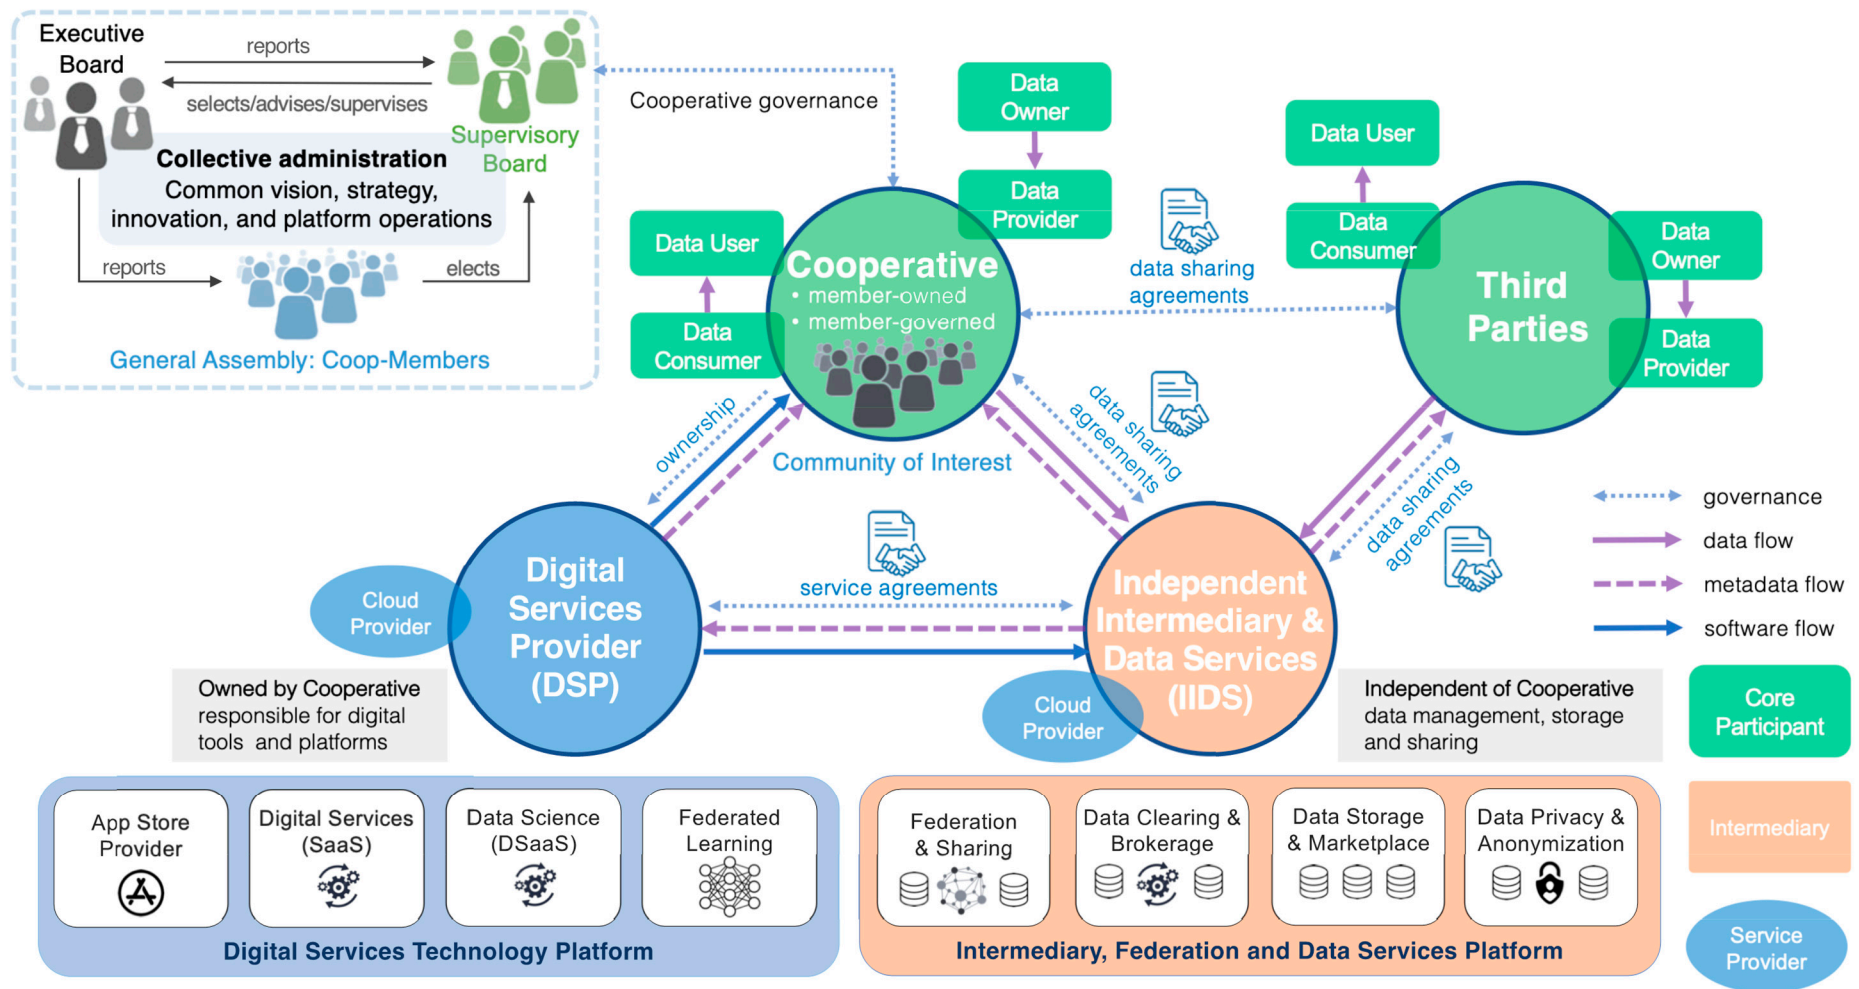 Executive
Board
reports
selects/advises/supervises
Supervisory
Board
Collective administration
Common vision, strategy,
innovation, and platform operations
reports
elects
General Assembly: Coop-Members
Cooperative governance
Data
Owner
Data
Provider
Data User
Data
Consumer
Cooperative
• member-owned
• member-governed
Community of Interest
data sharing
agreements
Data User
Data
Consumer
Data
Owner
Data
Provider
Third
Parties
ownership
data sharing
agreements
data sharing
agreements
governance
data flow
metadata flow
software flow
Digital
Services
Provider
(DSP)
Cloud
Provider
service agreements
Independent
Intermediary &
Data Services
(IIDS)
Cloud
Provider
Owned by Cooperative
responsible for digital
tools and platforms
Independent of Cooperative
data management, storage
and sharing
Core
Participant
Intermediary
Service
Provider
App Store
Provider
Digital Services
(SaaS)
Data Science
(DSaaS)
Federated
Learning
Digital Services Technology Platform
Federation
& Sharing
Data Clearing &
Brokerage
Data Storage
& Marketplace
Data Privacy &
Anonymization
Intermediary, Federation and Data Services Platform